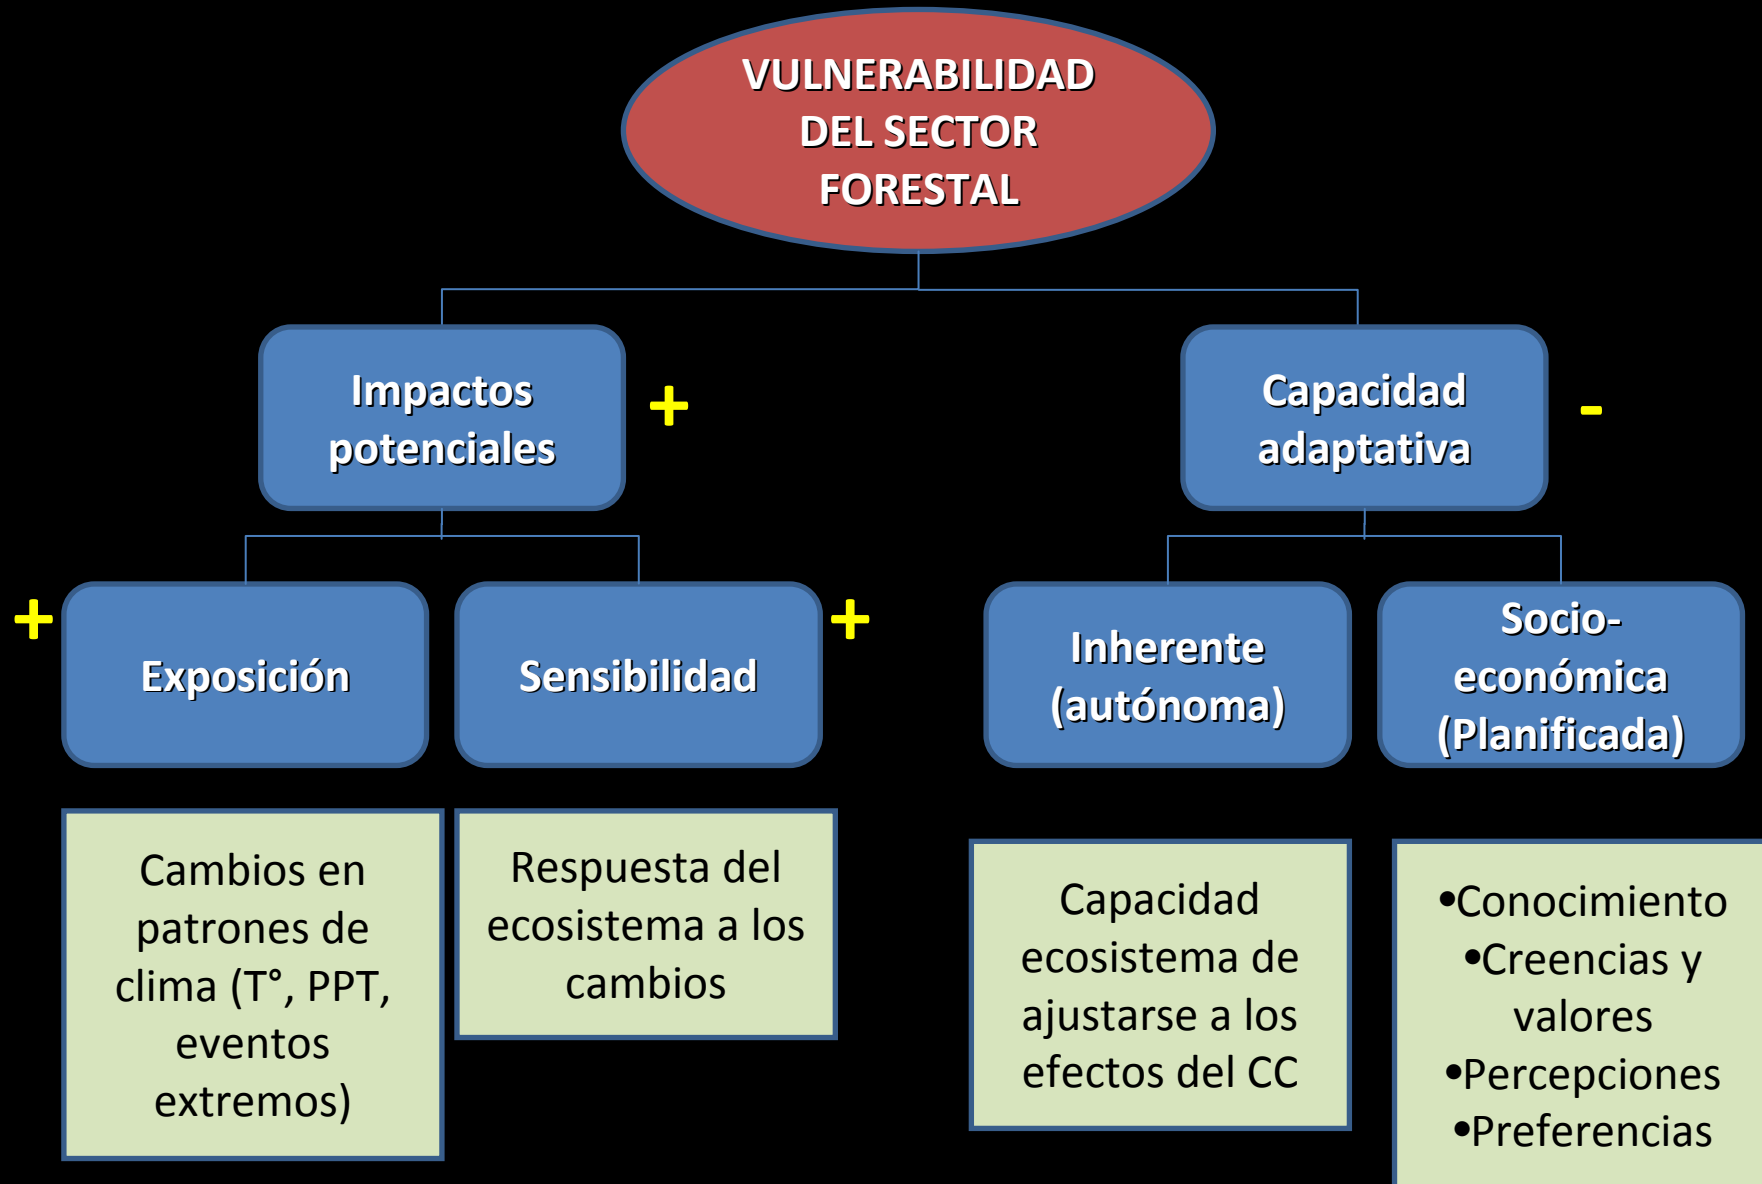 VULNERABILIDAD
DEL SECTOR
FORESTAL
Impactos
potenciales
+
Capacidad
adaptativa
-
+
Exposición
Sensibilidad
+
Inherente
(autónoma)
Socio-
económica
(Planificada)
Cambios en
patrones de
clima (T°, PPT,
eventos
extremos)
Respuesta del
ecosistema a los
cambios
Capacidad
ecosistema de
ajustarse a los
efectos del CC
•Conocimiento
•Creencias y
valores
•Percepciones
•Preferencias